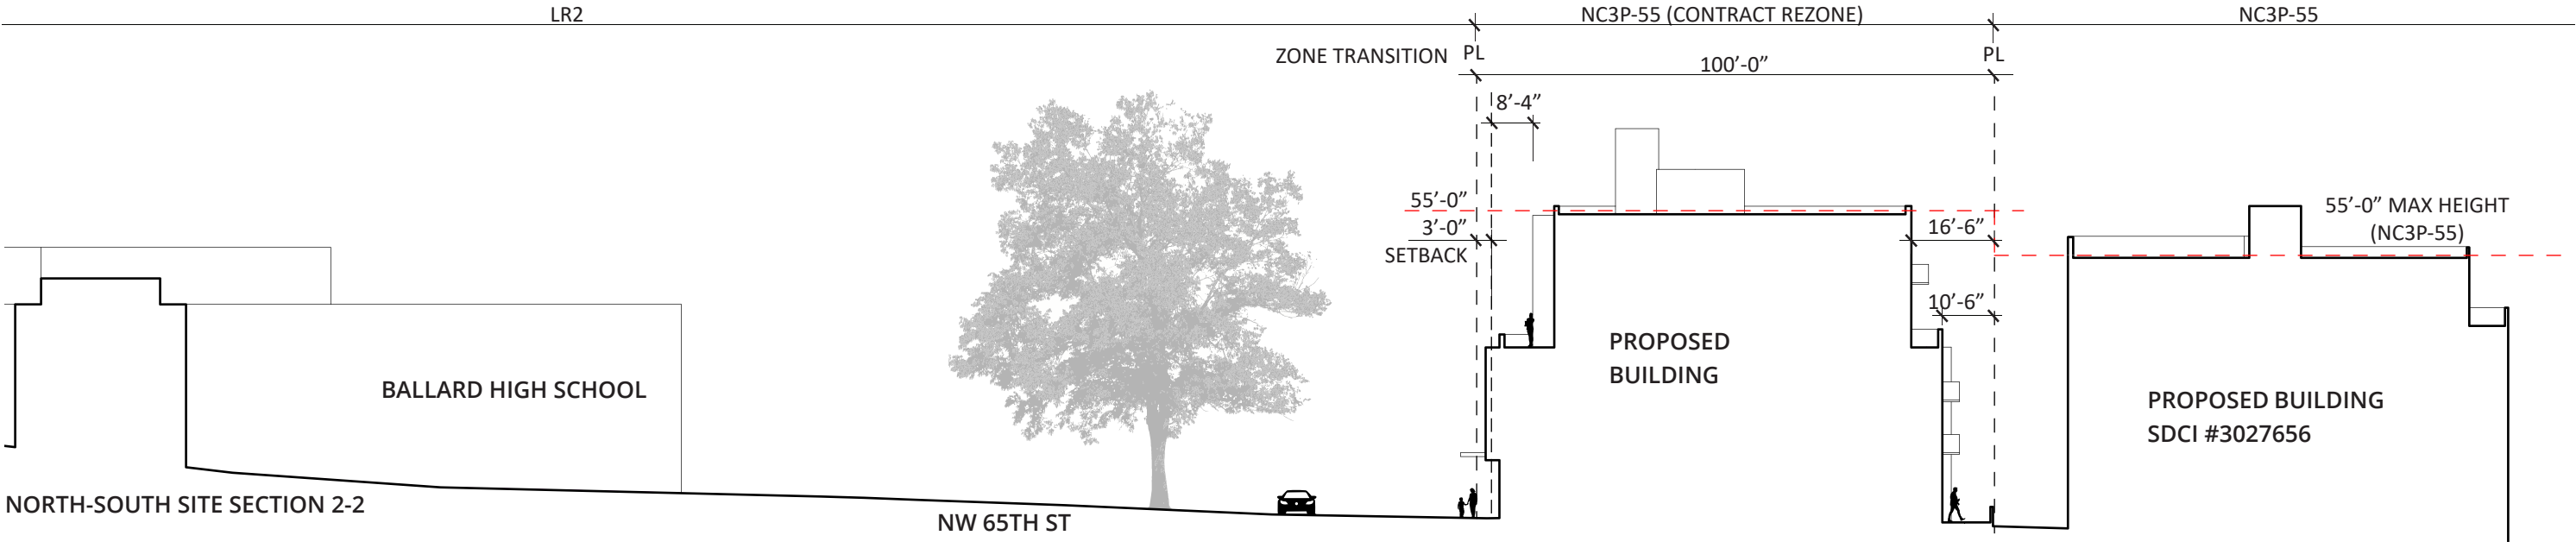 LR2
NC3P-55 (CONTRACT REZONE)
NC3P-55
ZONE TRANSITION
PL
PL
100’-0”
8’-4”
55’-0”
3’-0”
SETBACK
16’-6”
55’-0” MAX HEIGHT
(NC3P-55)
10’-6”
PROPOSED
BUILDING
BALLARD HIGH SCHOOL
PROPOSED BUILDING
SDCI #3027656
NORTH-SOUTH SITE SECTION 2-2
NW 65TH ST